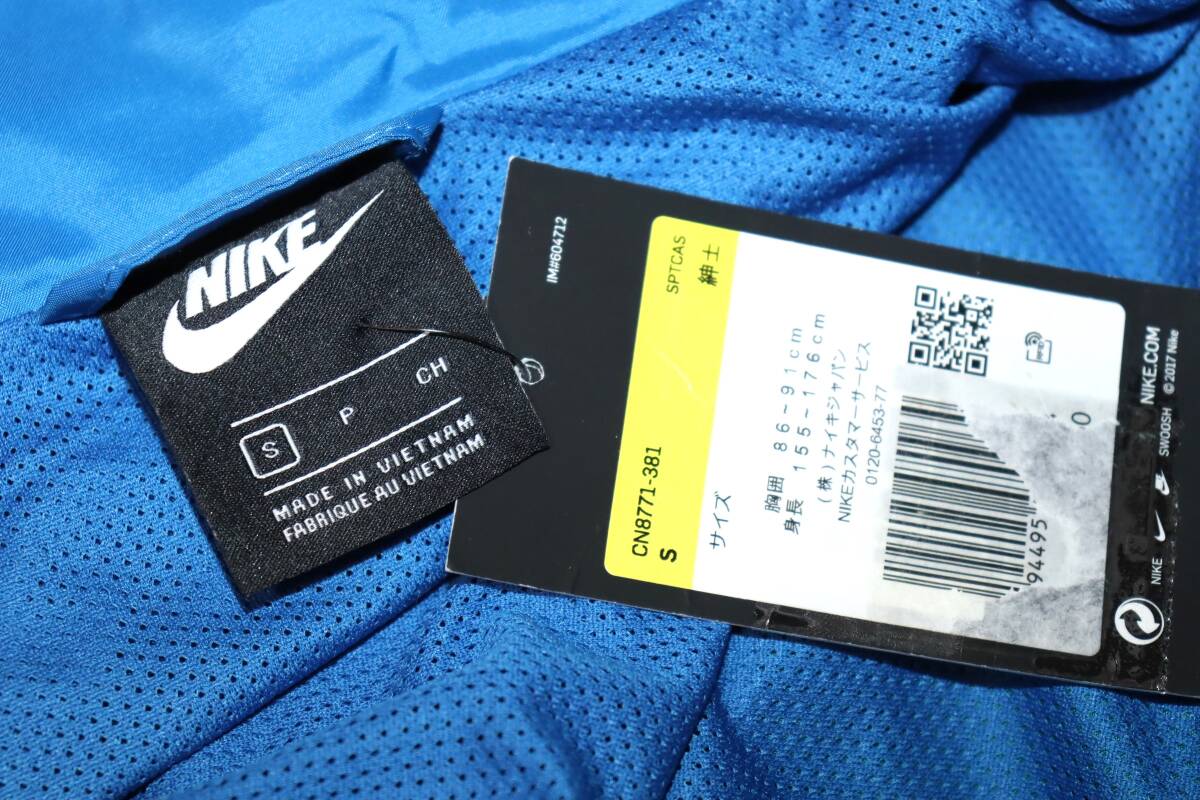 NIKE
S P CH
MADE IN VIETNAM
FABRIQUE AU VIETNAM
IM#604712
SPTCAS
紳士
CN8771-381
S
サイズ
胸囲 86-91cm
身長 155-176cm
(株)ナイキジャパン
NIKEカスタマーサービス
0120-6453-77
RFID
94495
0
NIKE.COM
© 2017 Nike
NIKE
SWOOSH